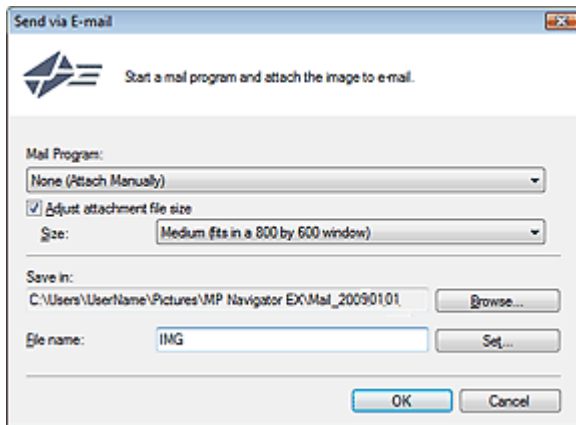 Send via E-mail
Start a mail program and attach the image to e-mail.
Mail Program:
None (Attach Manually)
Adjust attachment file size
Size: Medium (fits in a 800 by 600 window)
Save in:
C:\Users\UserName\Pictures\MP Navigator EX\Mail_20090101 Browse...
File name: IMG Set...
OK Cancel